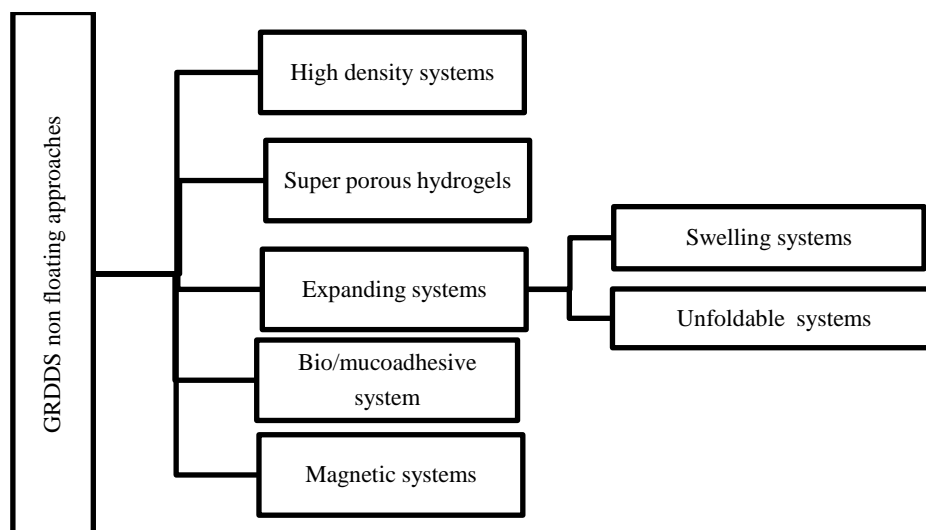 GRDDS non floating approaches
High density systems
Super porous hydrogels
Expanding systems
Swelling systems
Unfoldable systems
Bio/mucoadhesive
system
Magnetic systems